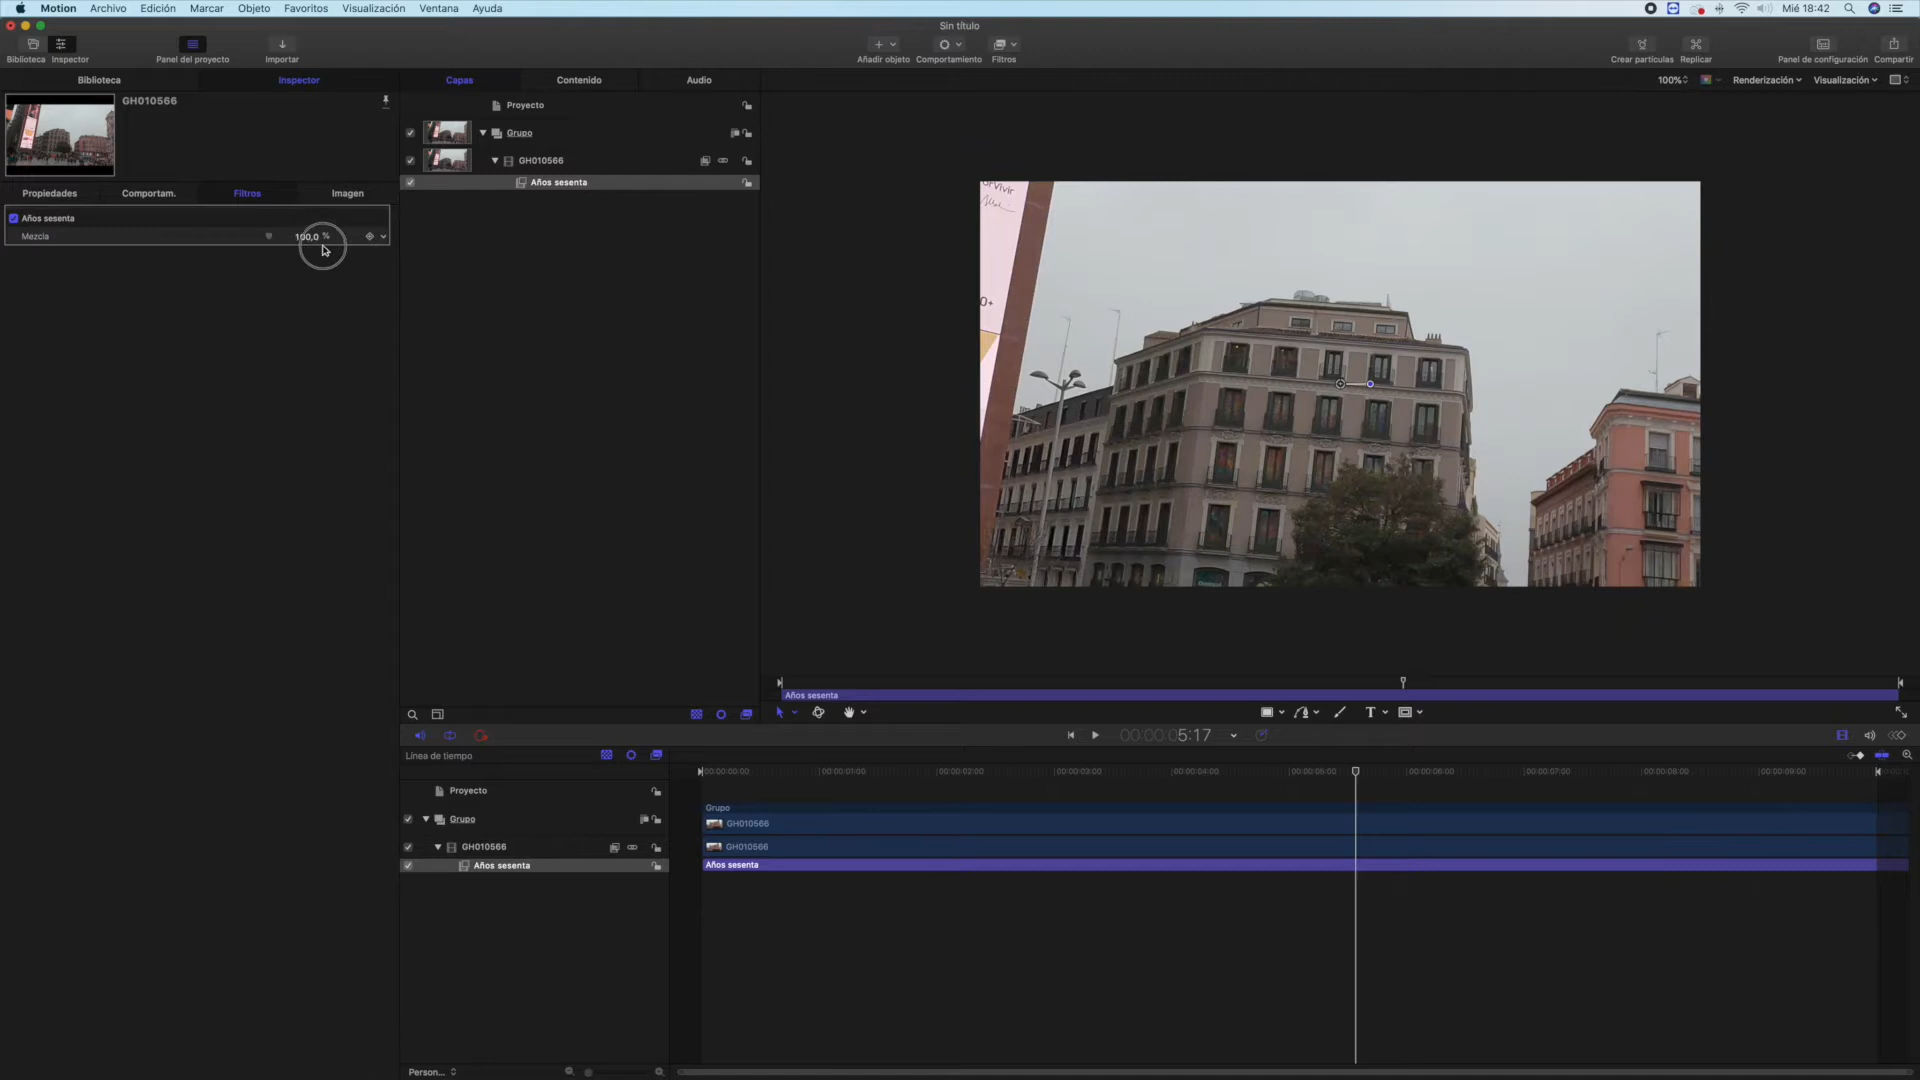 Motion Archivo Edición Marcar Objeto Favoritos Visualización Ventana Ayuda
Mié 18:42
Sin título
Biblioteca Inspector Panel del proyecto Importar
Añadir objeto Comportamiento Filtros
Crear partículas Replicar Panel de configuración Compartir
Biblioteca Inspector Capas Contenido Audio
100% Renderización Visualización
GH010566
Proyecto
Grupo
GH010566
Años sesenta
Propiedades Comportam. Filtros Imagen
Años sesenta
Mezcla 100,0 %
0+
Años sesenta
T
00:00:00:05:17
Línea de tiempo
00:00:00:00 00:00:01:00 00:00:02:00 00:00:03:00 00:00:04:00 00:00:05:00 00:00:06:00 00:00:07:00 00:00:08:00 00:00:09:00
Proyecto
Grupo
Grupo
GH010566
GH010566
GH010566
Años sesenta
Años sesenta
Person...